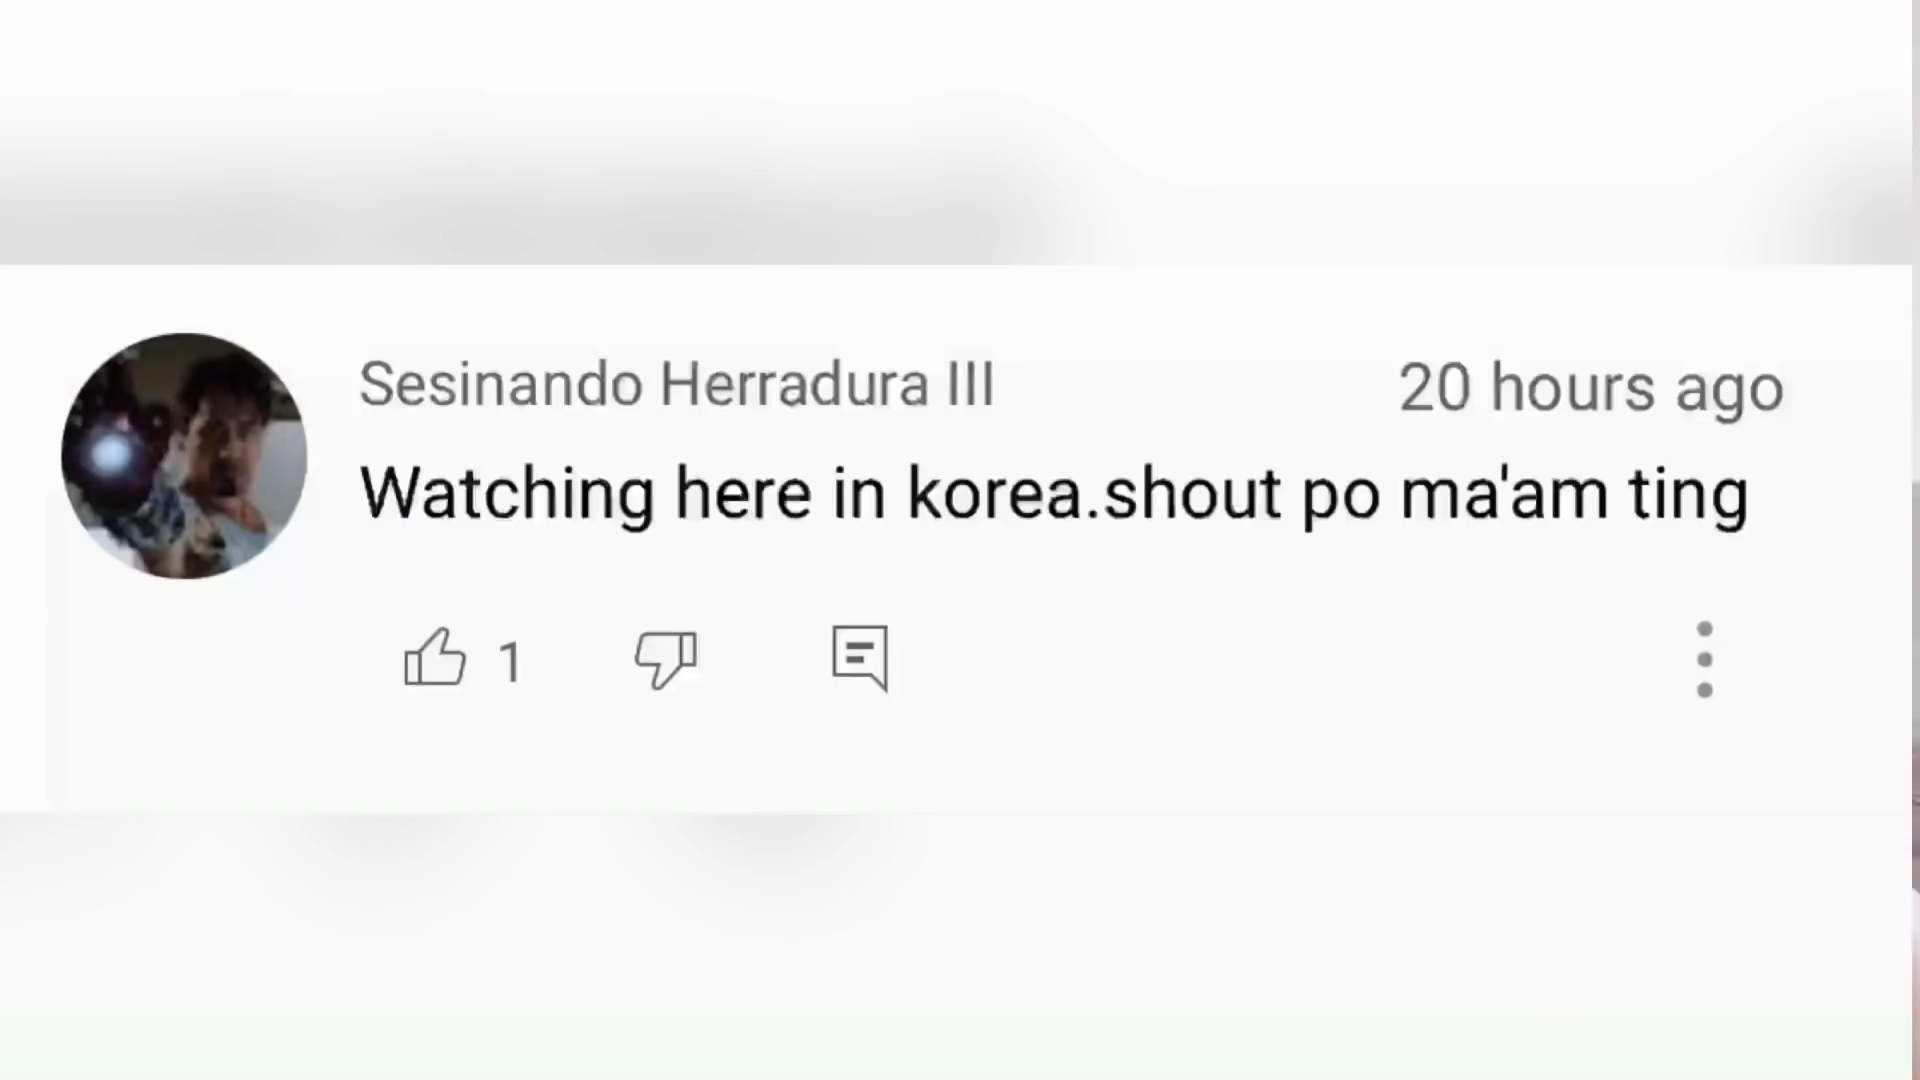 Sesinando Herradura III 20 hours ago
Watching here in korea.shout po ma'am ting
1